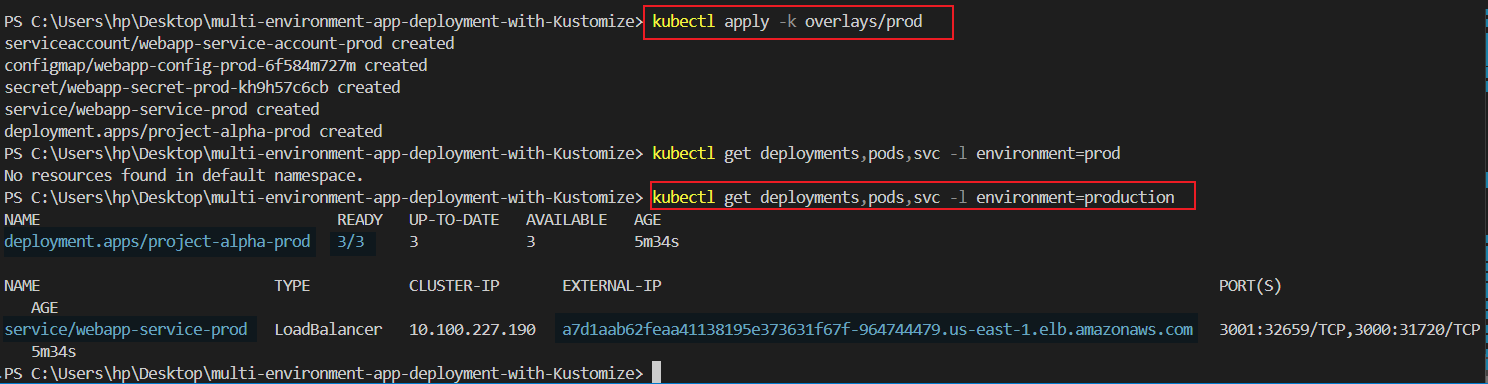 PS C:\Users\hp\Desktop\multi-environment-app-deployment-with-Kustomize> kubectl apply -k overlays/prod
serviceaccount/webapp-service-account-prod created
configmap/webapp-config-prod-6f584m727m created
secret/webapp-secret-prod-kh9h57c6cb created
service/webapp-service-prod created
deployment.apps/project-alpha-prod created
PS C:\Users\hp\Desktop\multi-environment-app-deployment-with-Kustomize> kubectl get deployments,pods,svc -l environment=prod
No resources found in default namespace.
PS C:\Users\hp\Desktop\multi-environment-app-deployment-with-Kustomize> kubectl get deployments,pods,svc -l environment=production
NAME READY UP-TO-DATE AVAILABLE AGE
deployment.apps/project-alpha-prod 3/3 3 3 5m34s
NAME TYPE CLUSTER-IP EXTERNAL-IP PORT(S)
AGE
service/webapp-service-prod LoadBalancer 10.100.227.190 a7d1aab62feaa41138195e373631f67f-964744479.us-east-1.elb.amazonaws.com 3001:32659/TCP,3000:31720/TCP
5m34s
PS C:\Users\hp\Desktop\multi-environment-app-deployment-with-Kustomize>